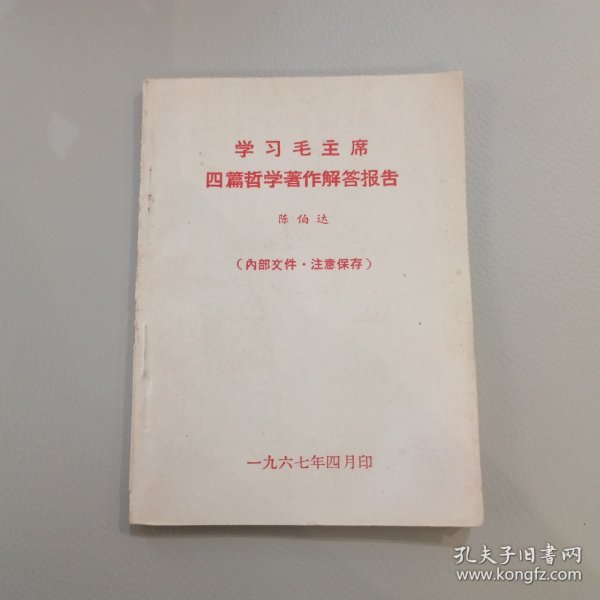 学习毛主席
四篇哲学著作解答报告
陈伯达
（内部文件·注意保存）
一九六七年四月印
孔夫子旧书网
www.kongfz.com